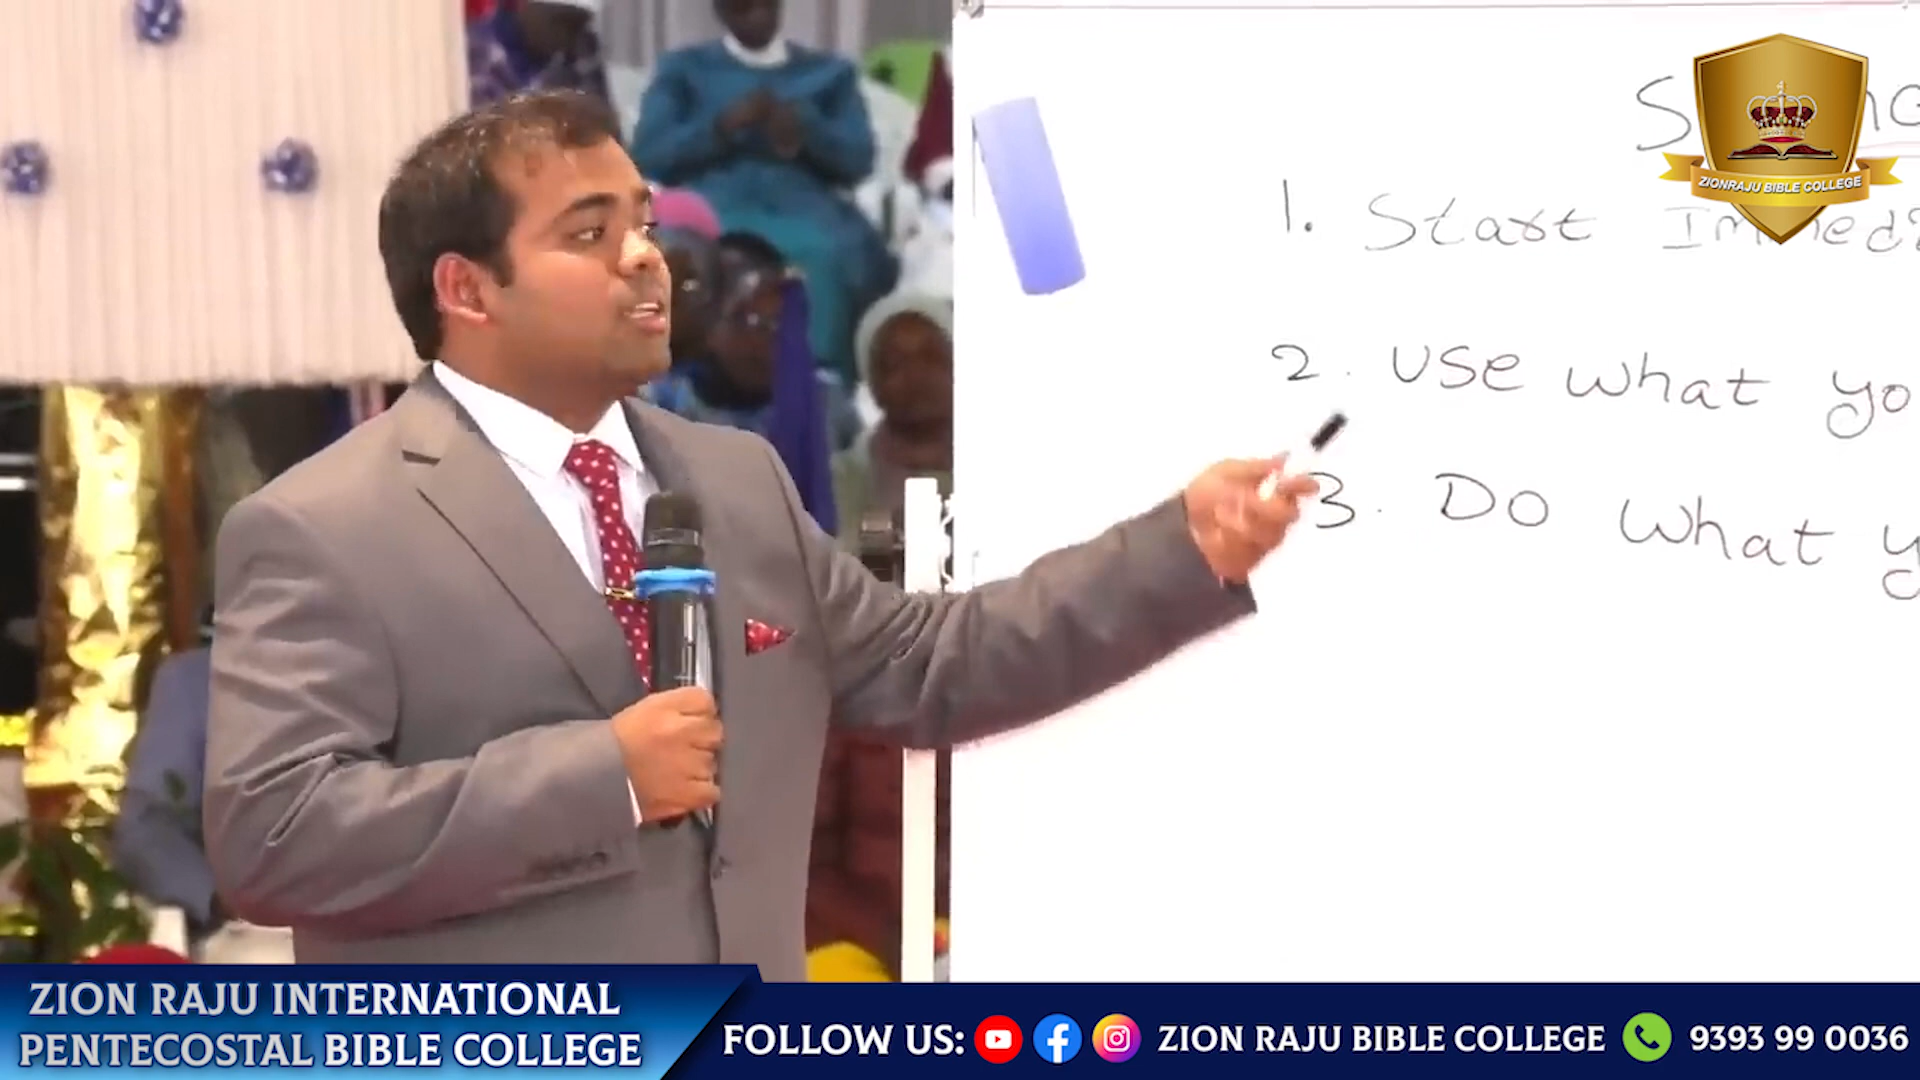 ZIONRAJU BIBLE COLLEGE
1. Start
2. Use what
3. Do what
ZION RAJU INTERNATIONAL
PENTECOSTAL BIBLE COLLEGE
FOLLOW US: ZION RAJU BIBLE COLLEGE 9393 99 0036